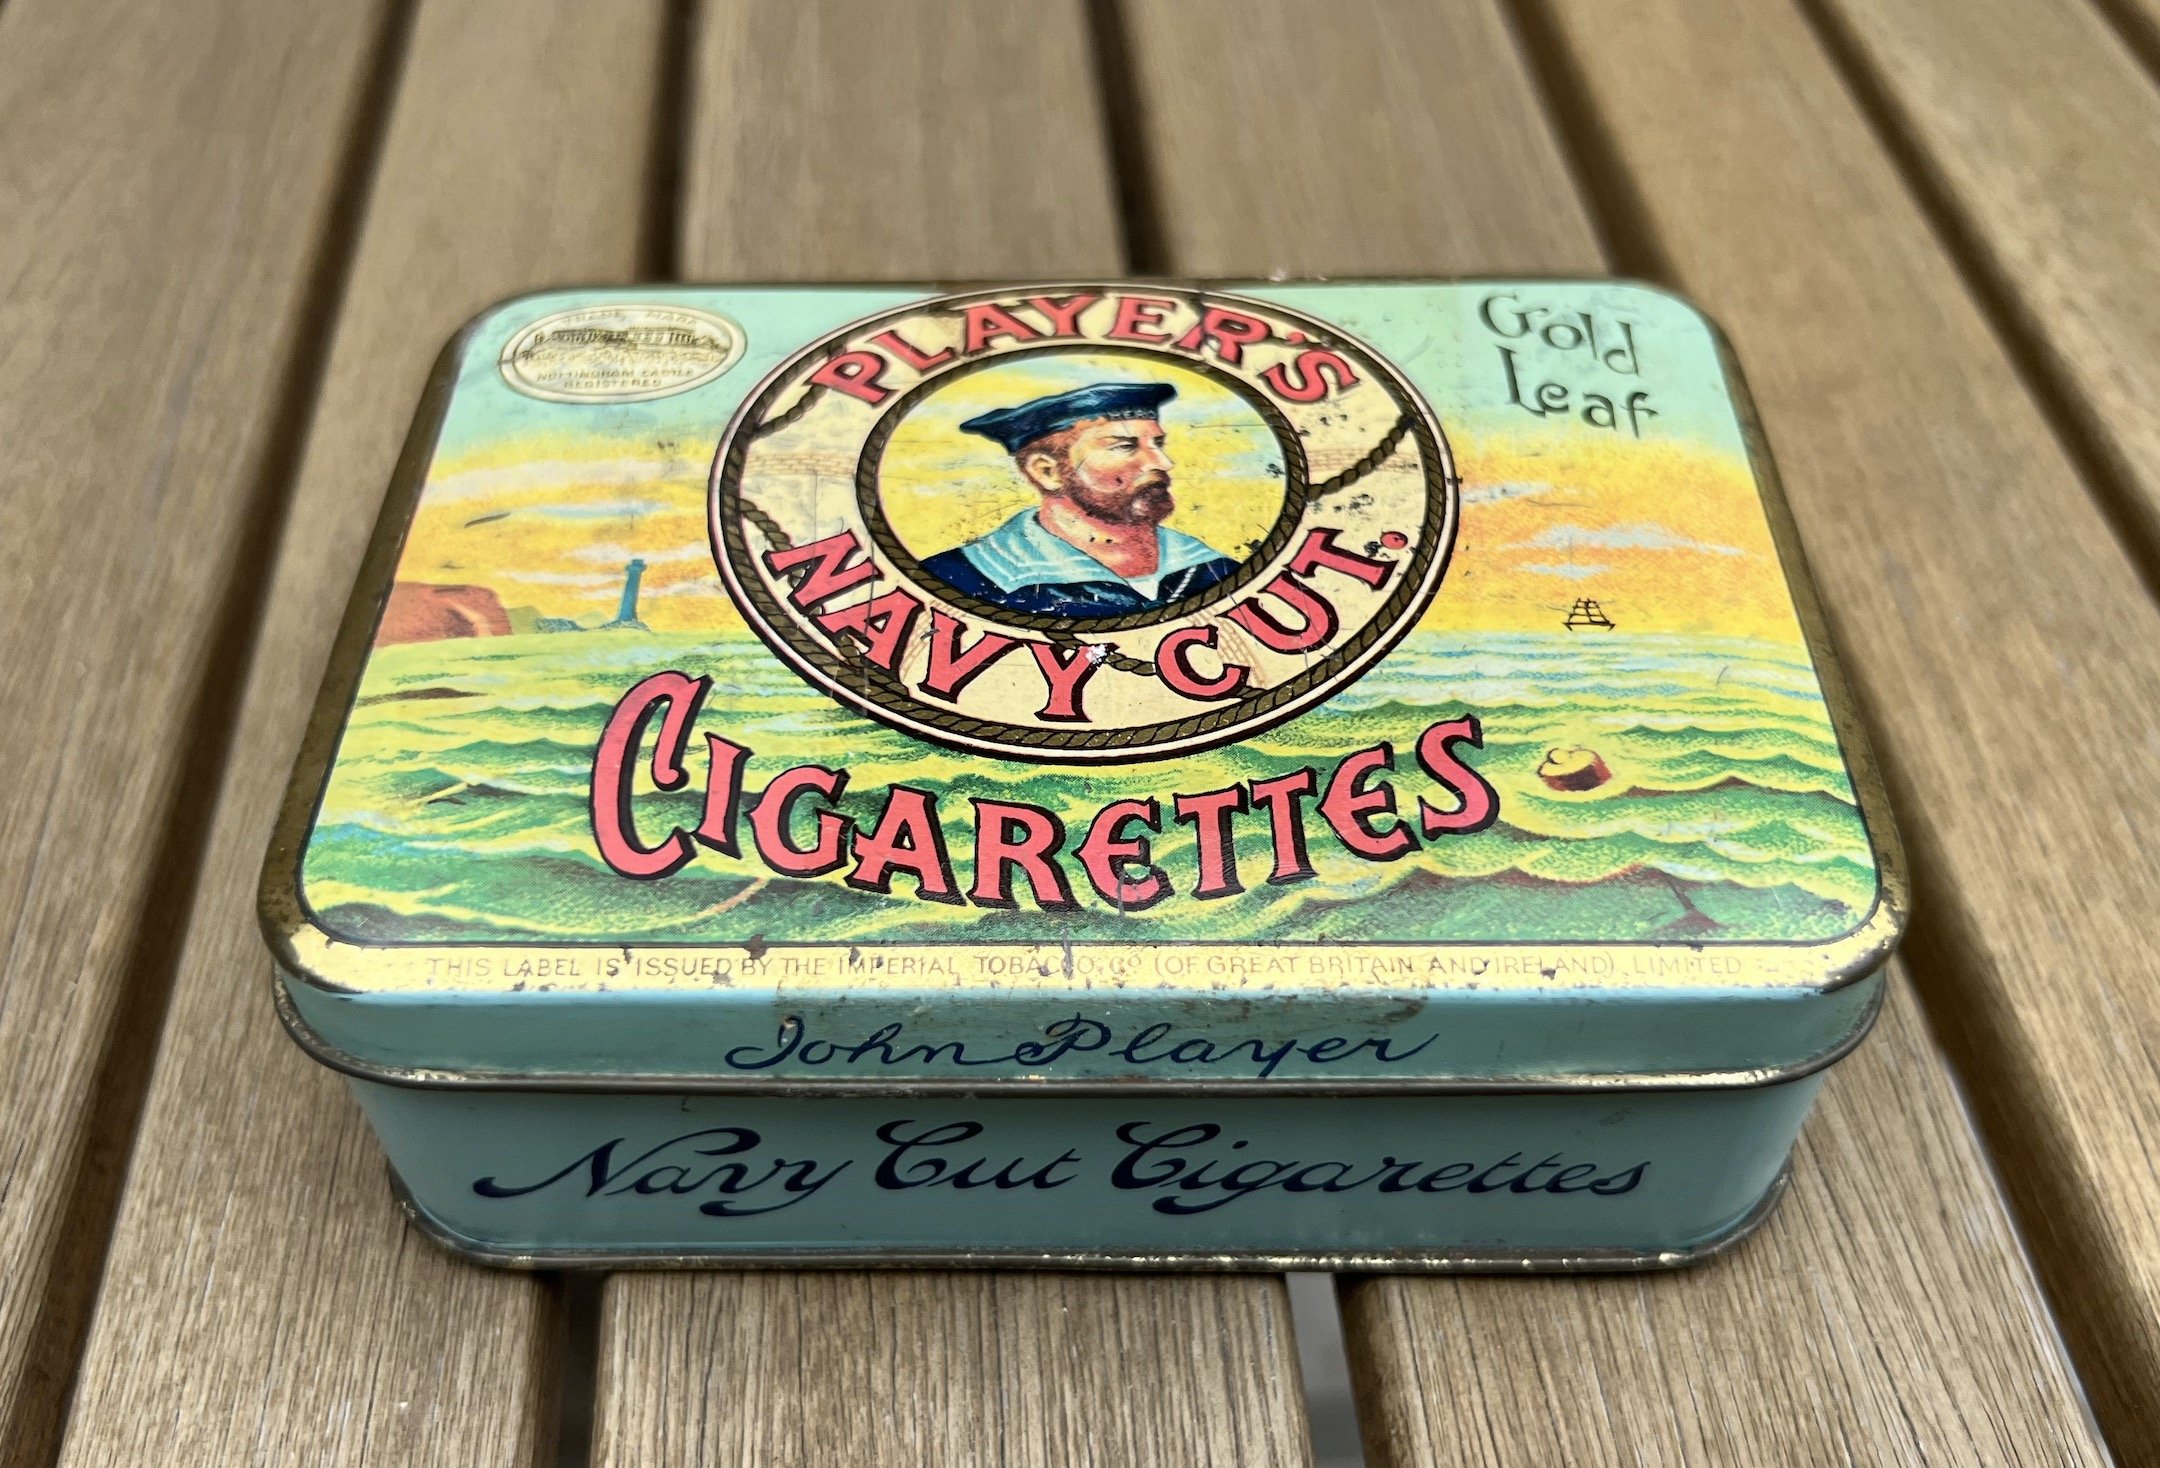 TRADE MARK
NOTTINGHAM CASTLE
REGISTERED
PLAYER'S
NAVY CUT.
HERO
Gold
Leaf
CIGARETTES
THIS LABEL IS ISSUED BY THE IMPERIAL TOBACCO Co (OF GREAT BRITAIN AND IRELAND), LIMITED
John Player
Navy Cut Cigarettes